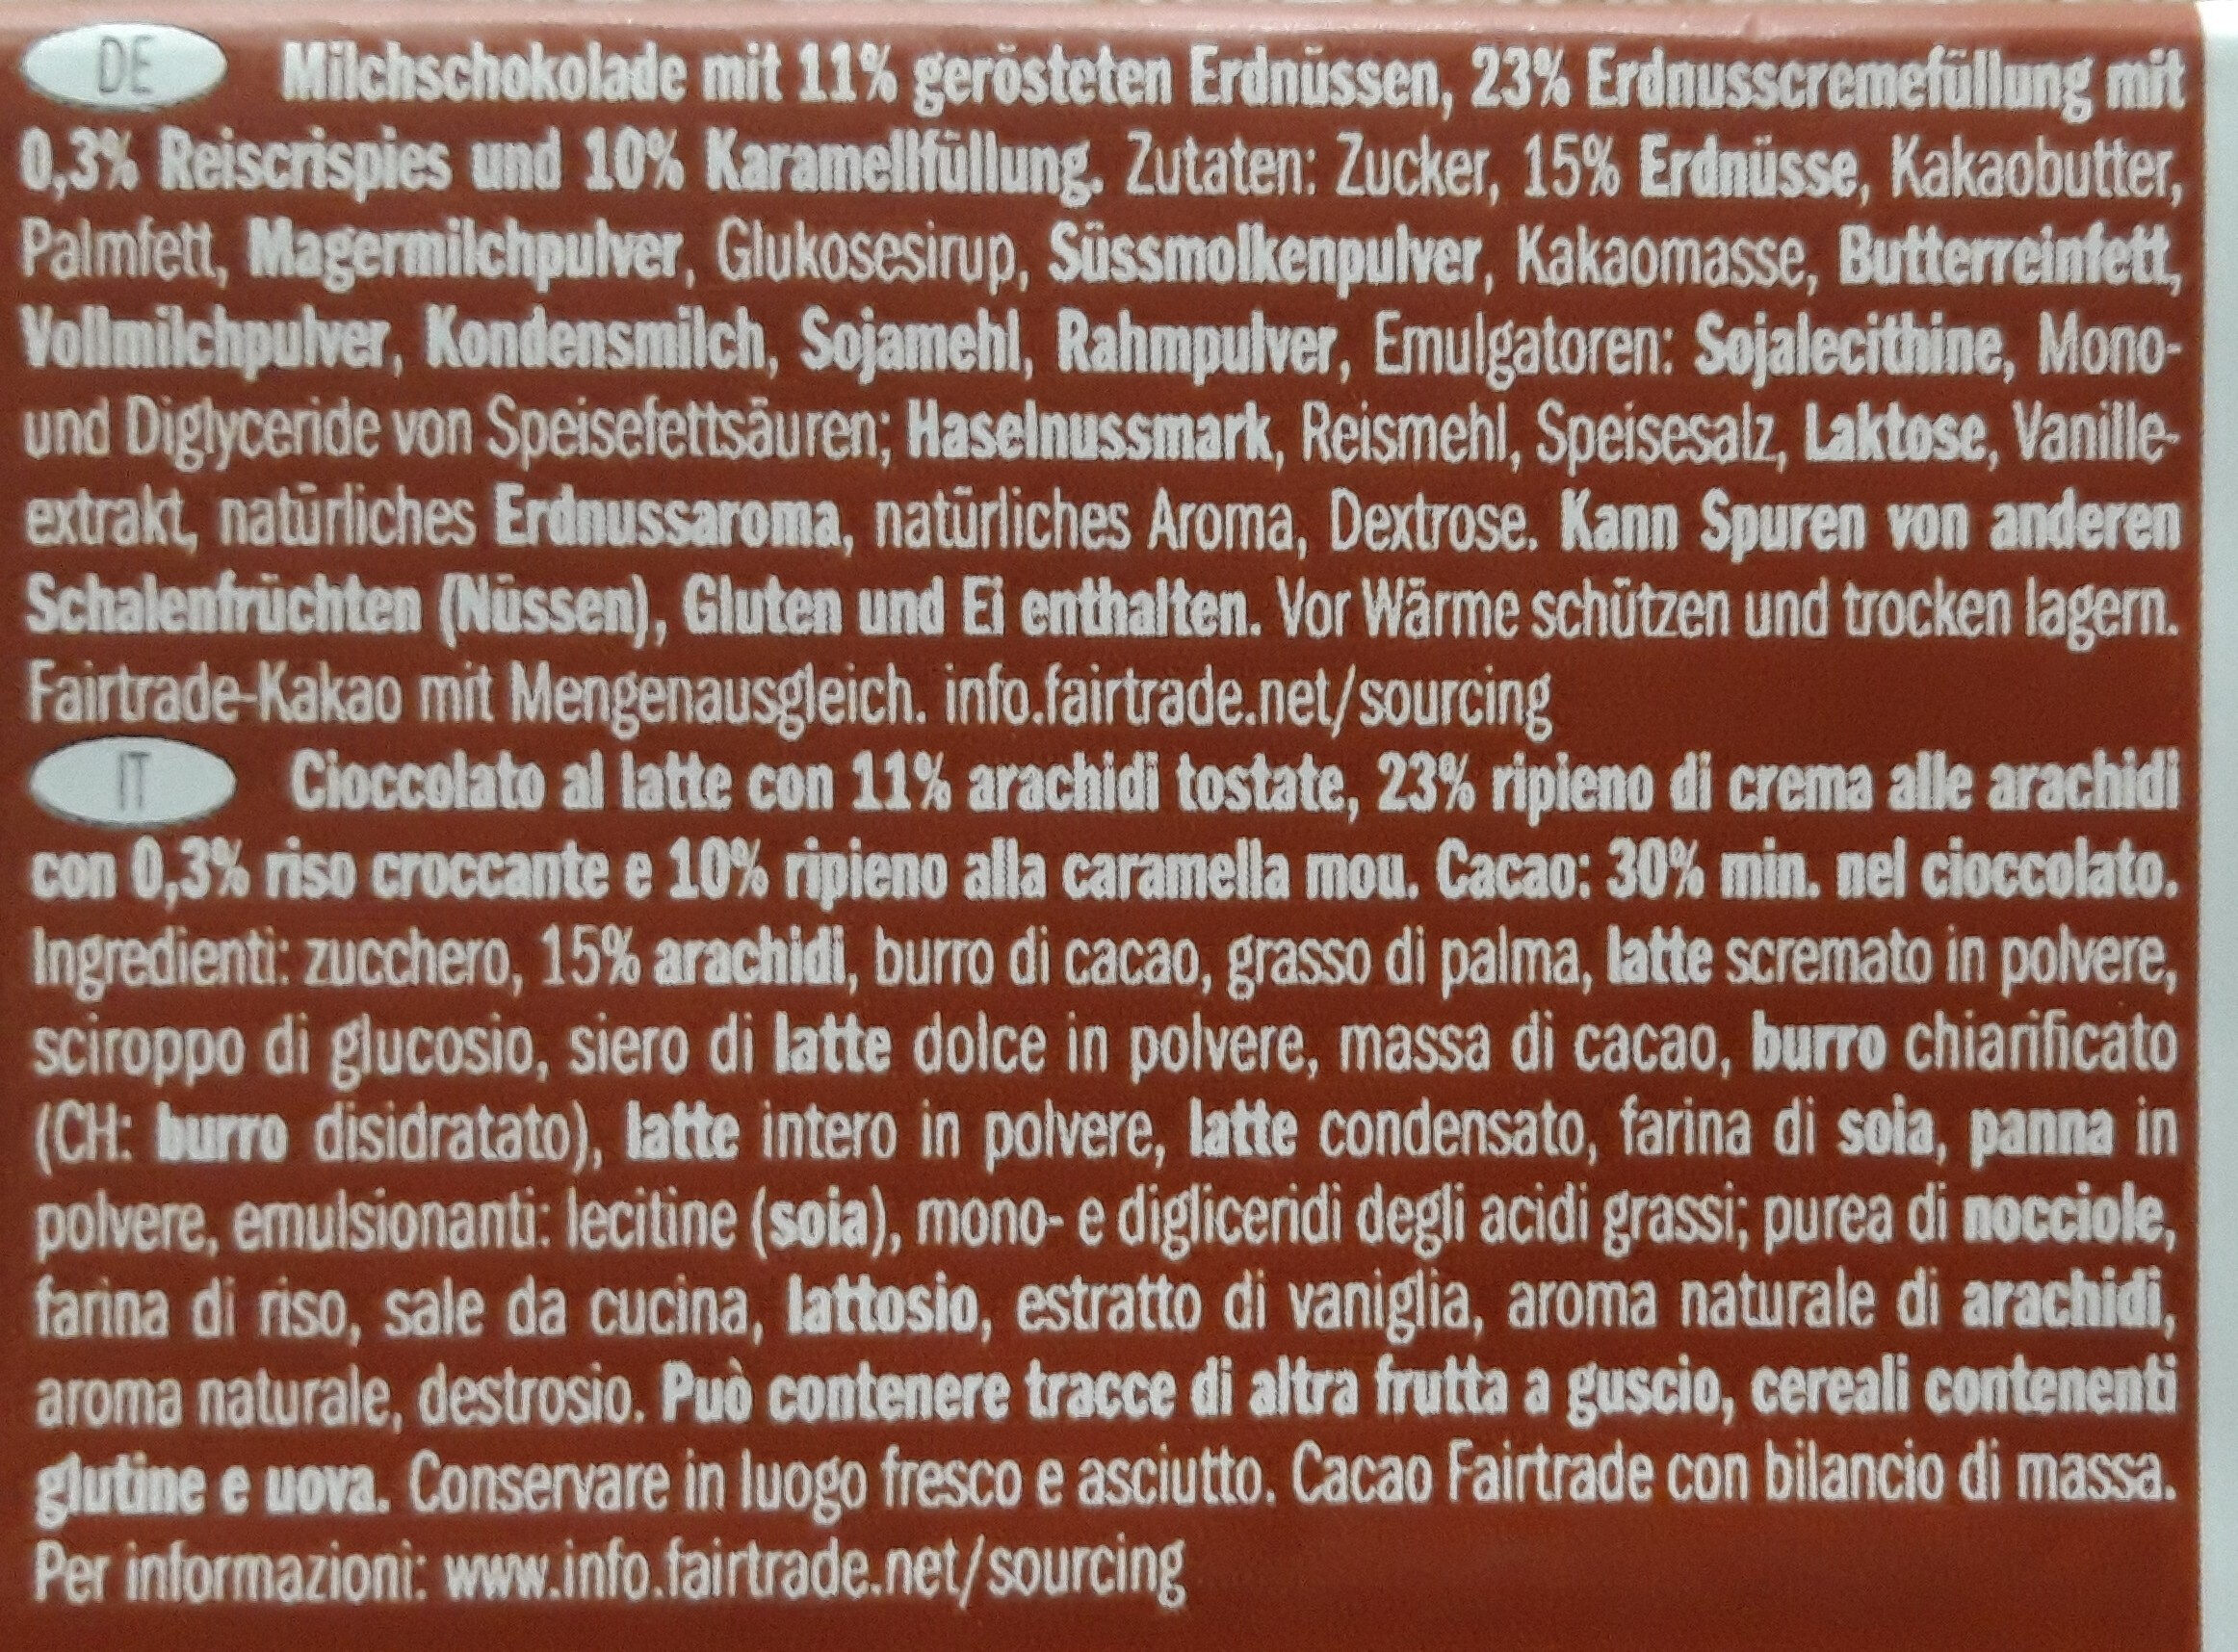 DE Milchschokolade mit 11% gerösteten Erdnüssen, 23% Erdnusscremefüllung mit
0,3% Reiscrispies und 10% Karamellfüllung. Zutaten: Zucker, 15% Erdnüsse, Kakaobutter,
Palmfett, Magermilchpulver, Glukosesirup, Süssmolkenpulver, Kakaomasse, Butterreinfett,
Vollmilchpulver, Kondensmilch, Sojamehl, Rahmpulver, Emulgatoren: Sojalecithine, Mono-
und Diglyceride von Speisefettsäuren; Haselnussmark, Reismehl, Speisesalz, Laktose, Vanille-
extrakt, natürliches Erdnussaroma, natürliches Aroma, Dextrose. Kann Spuren von anderen
Schalenfrüchten (Nüssen), Gluten und Ei enthalten. Vor Wärme schützen und trocken lagern.
Fairtrade-Kakao mit Mengenausgleich. info.fairtrade.net/sourcing
IT Cioccolato al latte con 11% arachidi tostate, 23% ripieno di crema alle arachidi
con 0,3% riso croccante e 10% ripieno alla caramella mou. Cacao: 30% min. nel cioccolato.
Ingredienti: zucchero, 15% arachidi, burro di cacao, grasso di palma, latte scremato in polvere,
sciroppo di glucosio, siero di latte dolce in polvere, massa di cacao, burro chiarificato
(CH: burro disidratato), latte intero in polvere, latte condensato, farina di soia, panna in
polvere, emulsionanti: lecitine (soia), mono- e digliceridi degli acidi grassi; purea di nocciole,
farina di riso, sale da cucina, lattosio, estratto di vaniglia, aroma naturale di arachidi,
aroma naturale, destrosio. Può contenere tracce di altra frutta a guscio, cereali contenenti
glutine e uova. Conservare in luogo fresco e asciutto. Cacao Fairtrade con bilancio di massa.
Per informazioni: www.info.fairtrade.net/sourcing